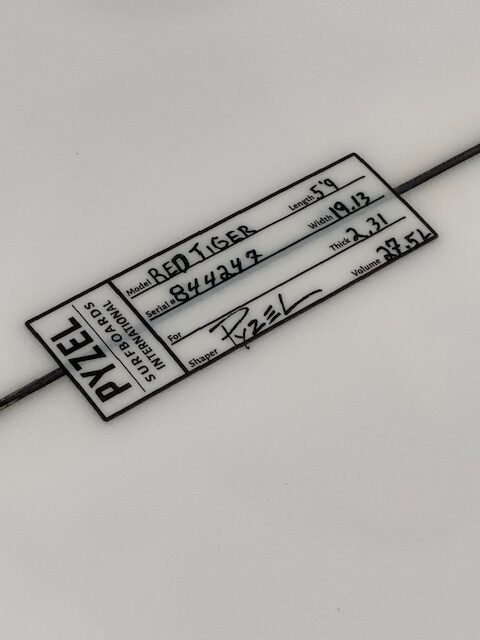 PYZEL
SURFBOARDS
INTERNATIONAL
Model RED TIGER Length 5'9
Serial # 844247 Width 19.13
For Thick 2.31
Shaper PYZEL Volume 27.5L